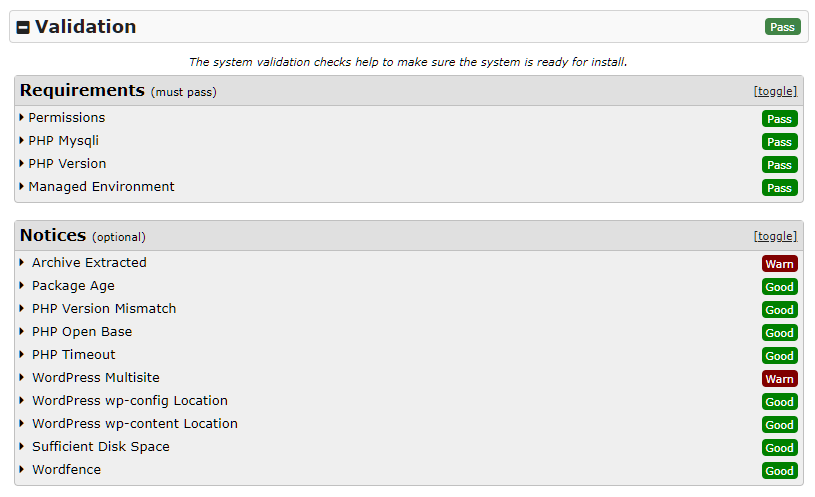 Validation Pass
The system validation checks help to make sure the system is ready for install.
Requirements (must pass) [toggle]
Permissions Pass
PHP Mysqli Pass
PHP Version Pass
Managed Environment Pass
Notices (optional) [toggle]
Archive Extracted Warn
Package Age Good
PHP Version Mismatch Good
PHP Open Base Good
PHP Timeout Good
WordPress Multisite Warn
WordPress wp-config Location Good
WordPress wp-content Location Good
Sufficient Disk Space Good
Wordfence Good